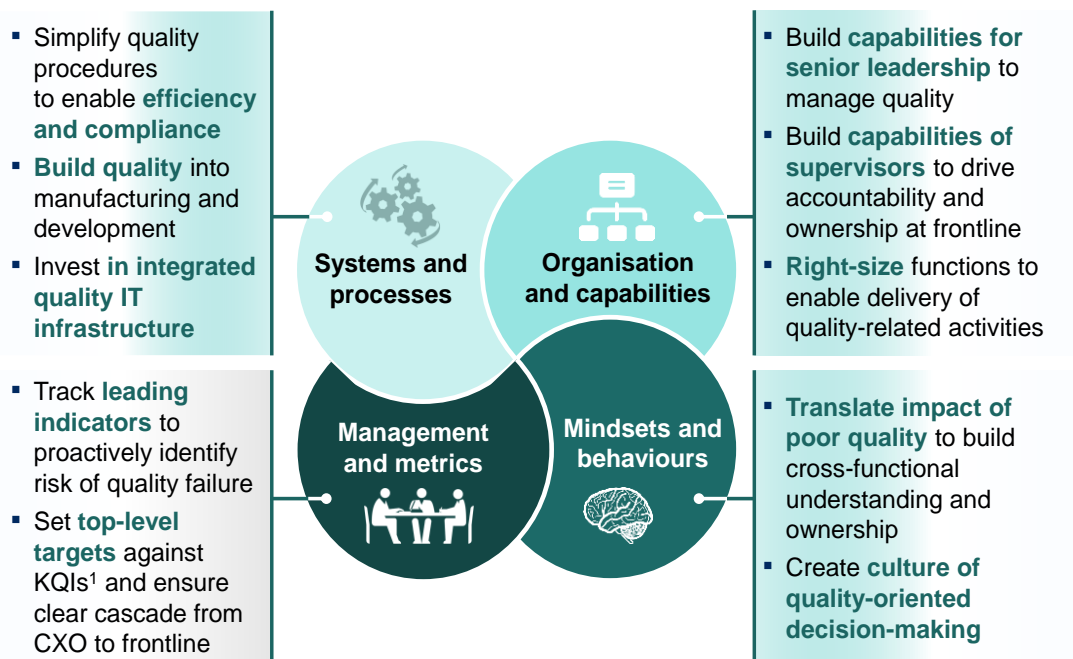 ▪ Simplify quality
procedures
to enable efficiency
and compliance
▪ Build quality into
manufacturing and
development
▪ Invest in integrated
quality IT
infrastructure
Systems and
processes
Organisation
and capabilities
▪ Build capabilities for
senior leadership to
manage quality
▪ Build capabilities of
supervisors to drive
accountability and
ownership at frontline
▪ Right-size functions to
enable delivery of
quality-related activities
▪ Track leading
indicators to
proactively identify
risk of quality failure
▪ Set top-level
targets against
KQIs¹ and ensure
clear cascade from
CXO to frontline
Management
and metrics
Mindsets and
behaviours
▪ Translate impact of
poor quality to build
cross-functional
understanding and
ownership
▪ Create culture of
quality-oriented
decision-making